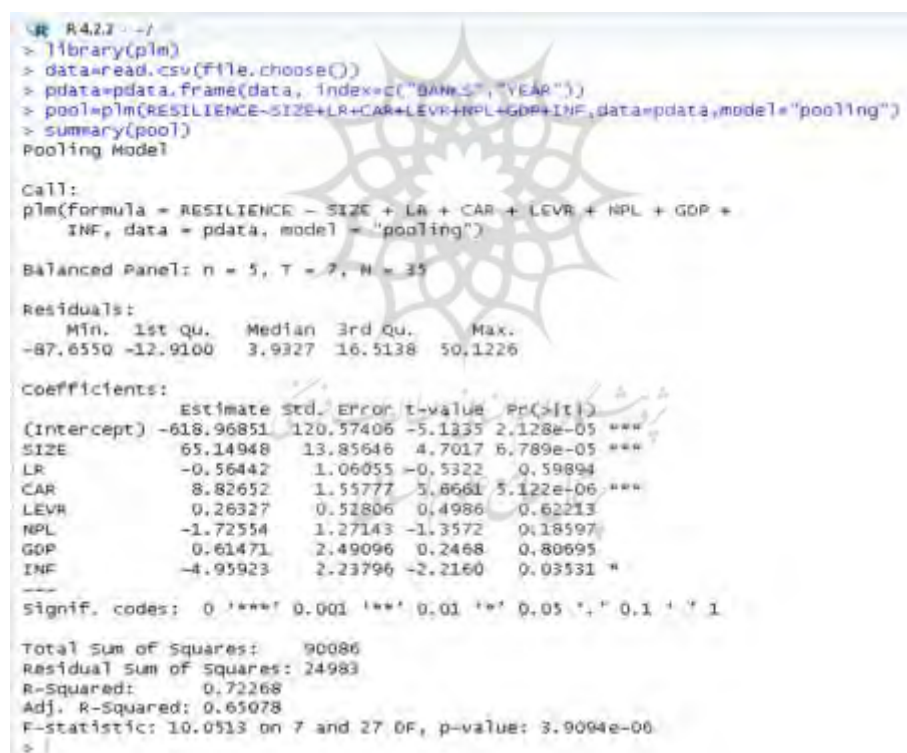 R 4.2.2 · ~/
> library(plm)
> data=read.csv(file.choose())
> pdata=pdata.frame(data, index=c("BANKS","YEAR"))
> pool=plm(RESILIENCE~SIZE+LR+CAR+LEVR+NPL+GDP+INF,data=pdata,model="pooling")
> summary(pool)
Pooling Model
Call:
plm(formula = RESILIENCE ~ SIZE + LR + CAR + LEVR + NPL + GDP +
INF, data = pdata, model = "pooling")
Balanced Panel: n = 5, T = 7, N = 35
Residuals:
Min. 1st Qu. Median 3rd Qu. Max.
-87.6550 -12.9100 3.9327 16.5138 50.1226
Coefficients:
Estimate Std. Error t-value Pr(>|t|)
(Intercept) -618.96851 120.57406 -5.1335 2.128e-05 ***
SIZE 65.14948 13.85646 4.7017 6.789e-05 ***
LR -0.56442 1.06055 -0.5322 0.59894
CAR 8.82652 1.55777 5.6661 5.122e-06 ***
LEVR 0.26327 0.52806 0.4986 0.62213
NPL -1.72554 1.27143 -1.3572 0.18597
GDP 0.61471 2.49096 0.2468 0.80695
INF -4.95923 2.23796 -2.2160 0.03531 *
---
Signif. codes: 0 '***' 0.001 '**' 0.01 '*' 0.05 '.' 0.1 ' ' 1
Total Sum of Squares: 90086
Residual Sum of Squares: 24983
R-Squared: 0.72268
Adj. R-Squared: 0.65078
F-statistic: 10.0513 on 7 and 27 DF, p-value: 3.9094e-06
>